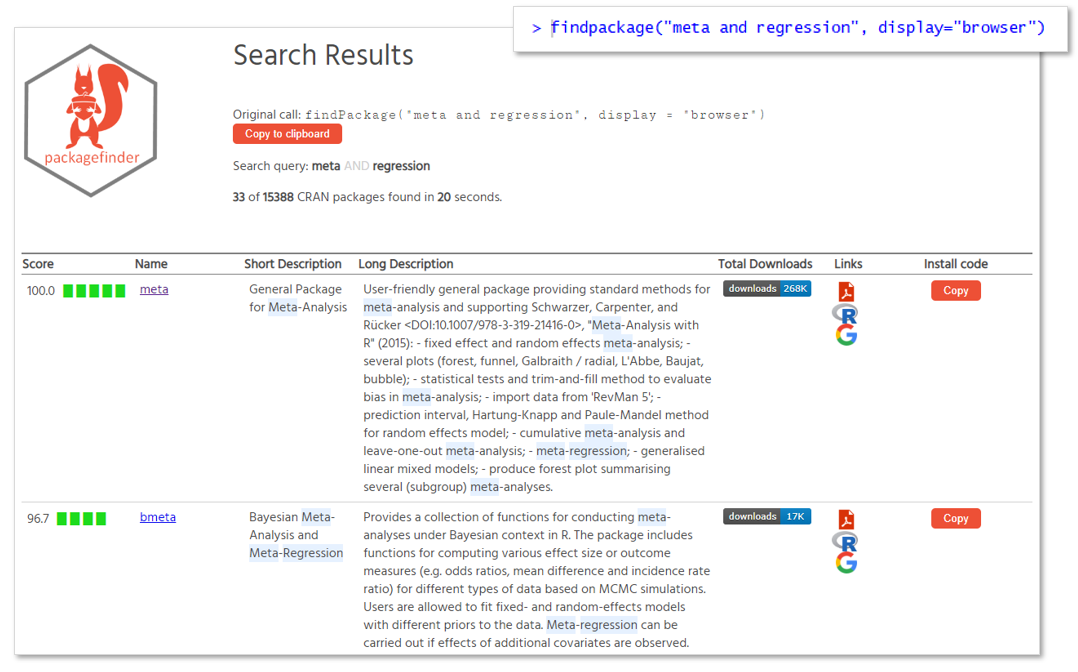 > findpackage("meta and regression", display="browser")
packagefinder
Search Results
Original call: findPackage("meta and regression", display = "browser")
Copy to clipboard
Search query: meta AND regression
33 of 15388 CRAN packages found in 20 seconds.
Score Name Short Description Long Description Total Downloads Links Install code
100.0 meta
General Package
for Meta-Analysis
User-friendly general package providing standard methods for
meta-analysis and supporting Schwarzer, Carpenter, and
Rücker <DOI:10.1007/978-3-319-21416-0>, "Meta-Analysis with
R" (2015): - fixed effect and random effects meta-analysis; -
several plots (forest, funnel, Galbraith / radial, L'Abbe, Baujat,
bubble); - statistical tests and trim-and-fill method to evaluate
bias in meta-analysis; - import data from 'RevMan 5'; -
prediction interval, Hartung-Knapp and Paule-Mandel method
for random effects model; - cumulative meta-analysis and
leave-one-out meta-analysis; - meta-regression; - generalised
linear mixed models; - produce forest plot summarising
several (subgroup) meta-analyses.
downloads 268K
R
G
Copy
96.7 bmeta
Bayesian Meta-
Analysis and
Meta-Regression
Provides a collection of functions for conducting meta-
analyses under Bayesian context in R. The package includes
functions for computing various effect size or outcome
measures (e.g. odds ratios, mean difference and incidence rate
ratio) for different types of data based on MCMC simulations.
Users are allowed to fit fixed- and random-effects models
with different priors to the data. Meta-regression can be
carried out if effects of additional covariates are observed.
downloads 17K
R
G
Copy